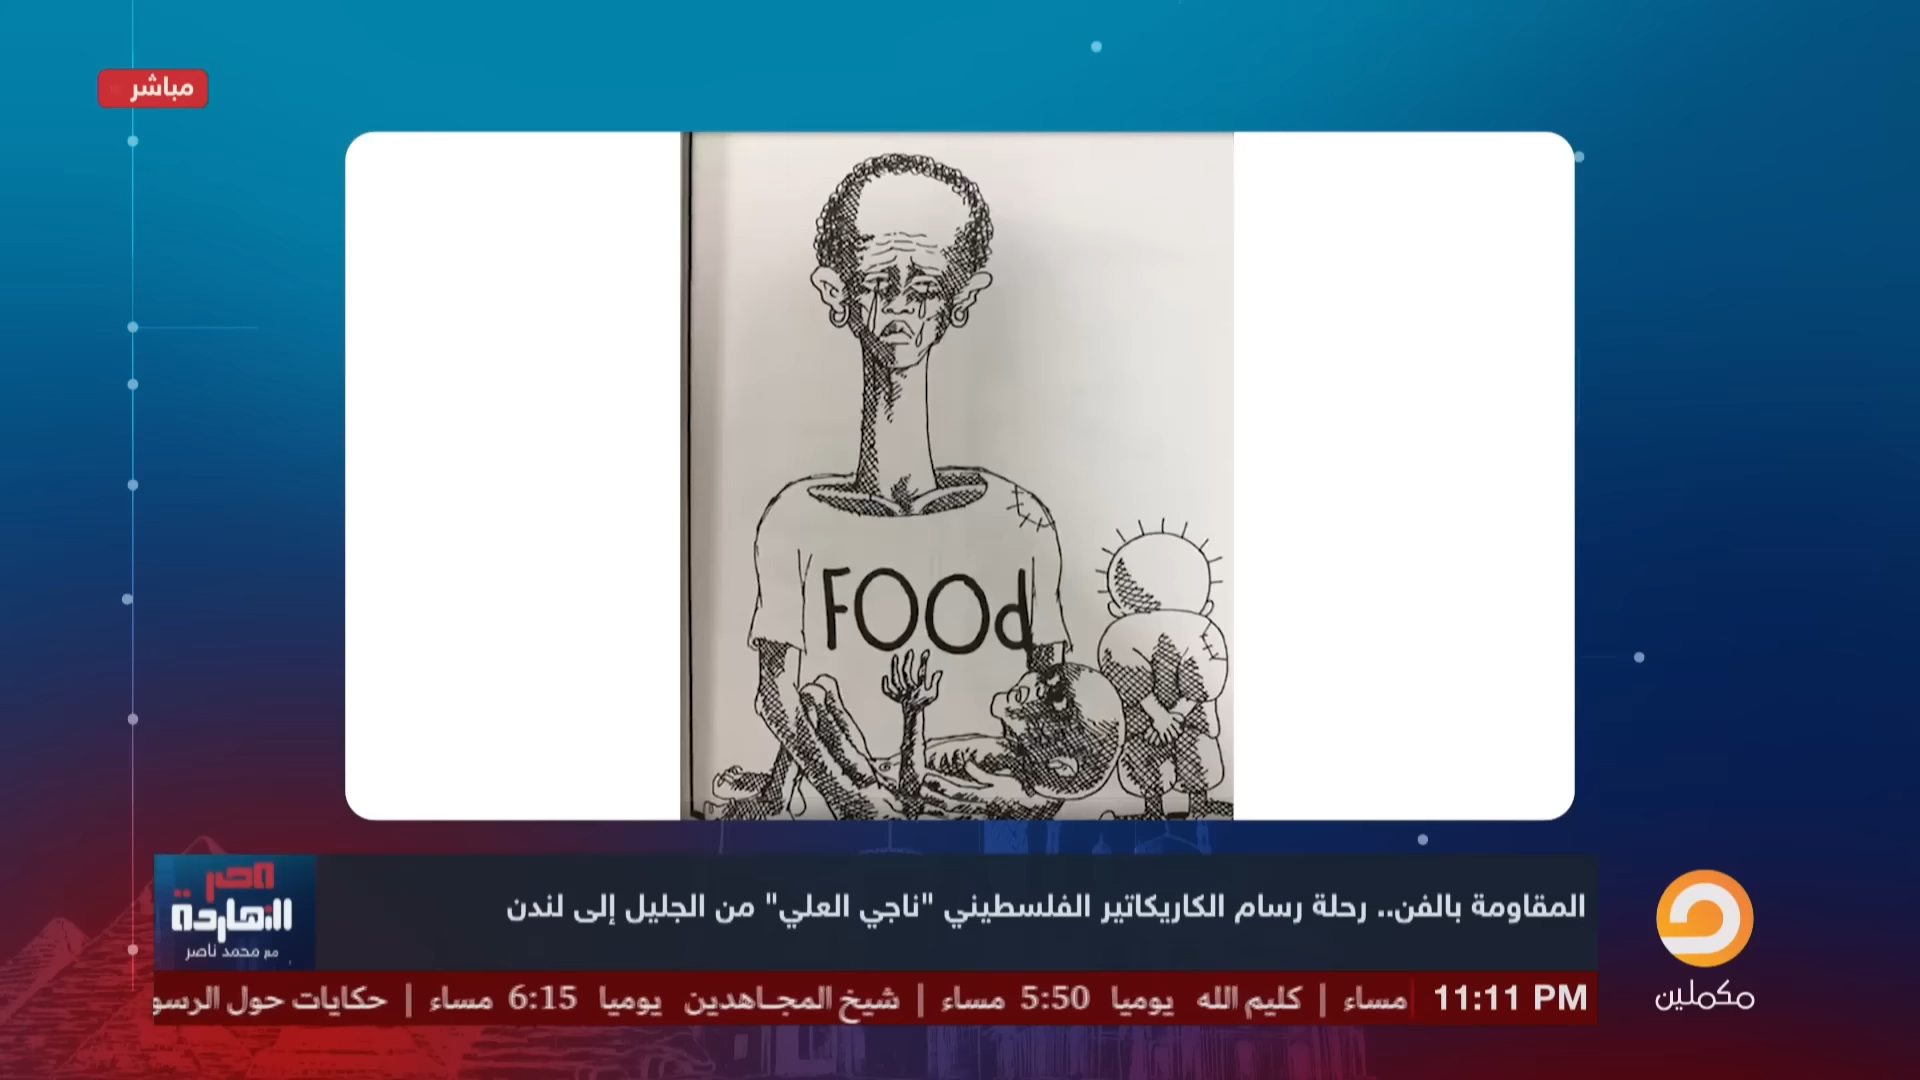 مباشر
FOOd
مصر
النهاردة
مع محمد ناصر
المقاومة بالفن.. رحلة رسام الكاريكاتير الفلسطيني "ناجي العلي" من الجليل إلى لندن
11:11 PM
مساء | كليم الله يوميا 5:50 مساء | شيخ المجاهدين يوميا 6:15 مساء | حكايات حول الرسو
مكملين